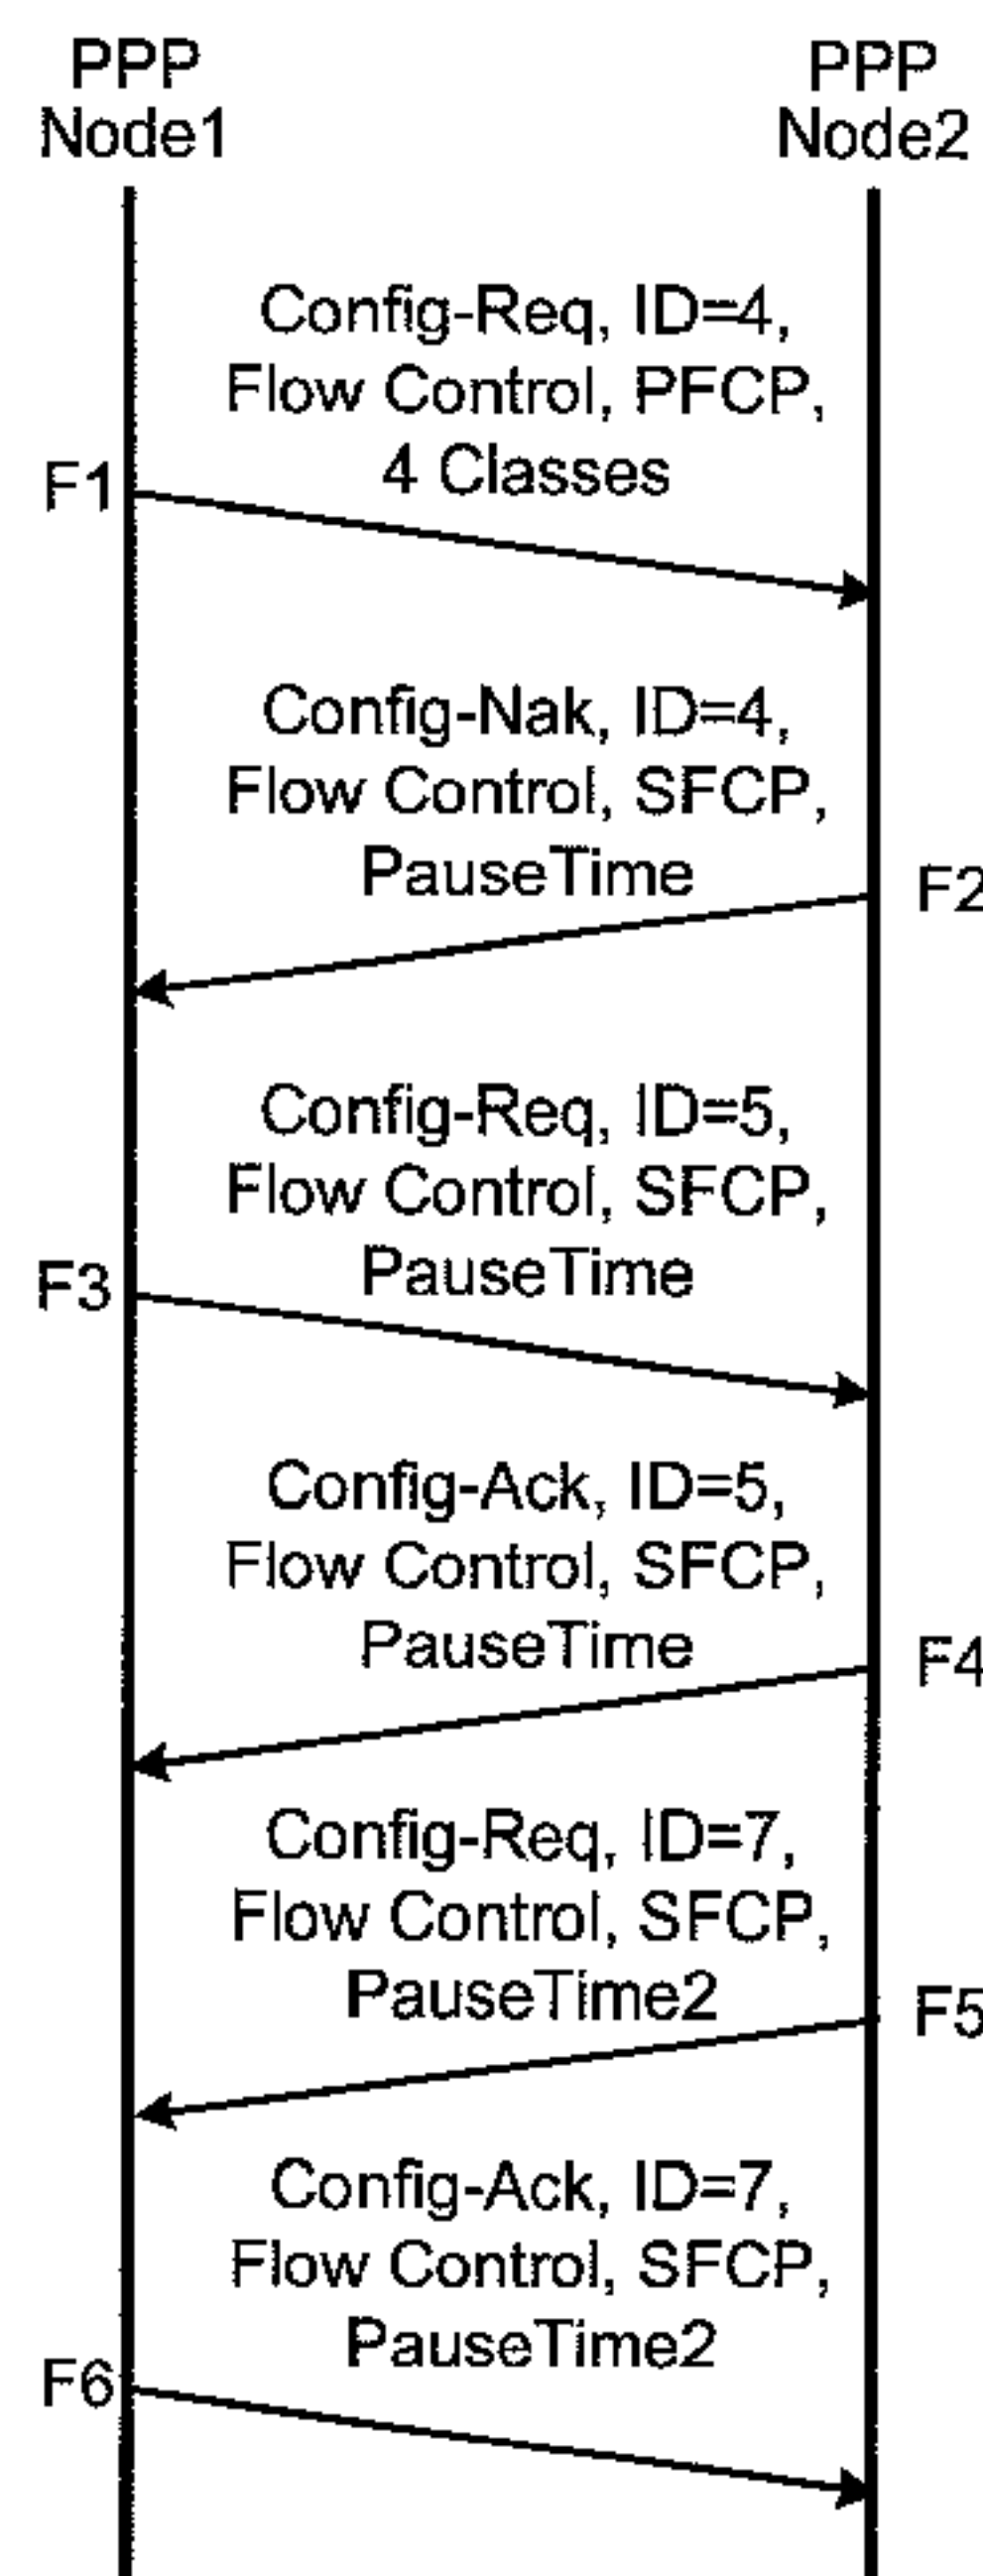 PPP
Node1
PPP
Node2
Config-Req, ID=4,
Flow Control, PFCP,
4 Classes
F1
Config-Nak, ID=4,
Flow Control, SFCP,
PauseTime
F2
Config-Req, ID=5,
Flow Control, SFCP,
PauseTime
F3
Config-Ack, ID=5,
Flow Control, SFCP,
PauseTime
F4
Config-Req, ID=7,
Flow Control, SFCP,
PauseTime2
F5
Config-Ack, ID=7,
Flow Control, SFCP,
PauseTime2
F6